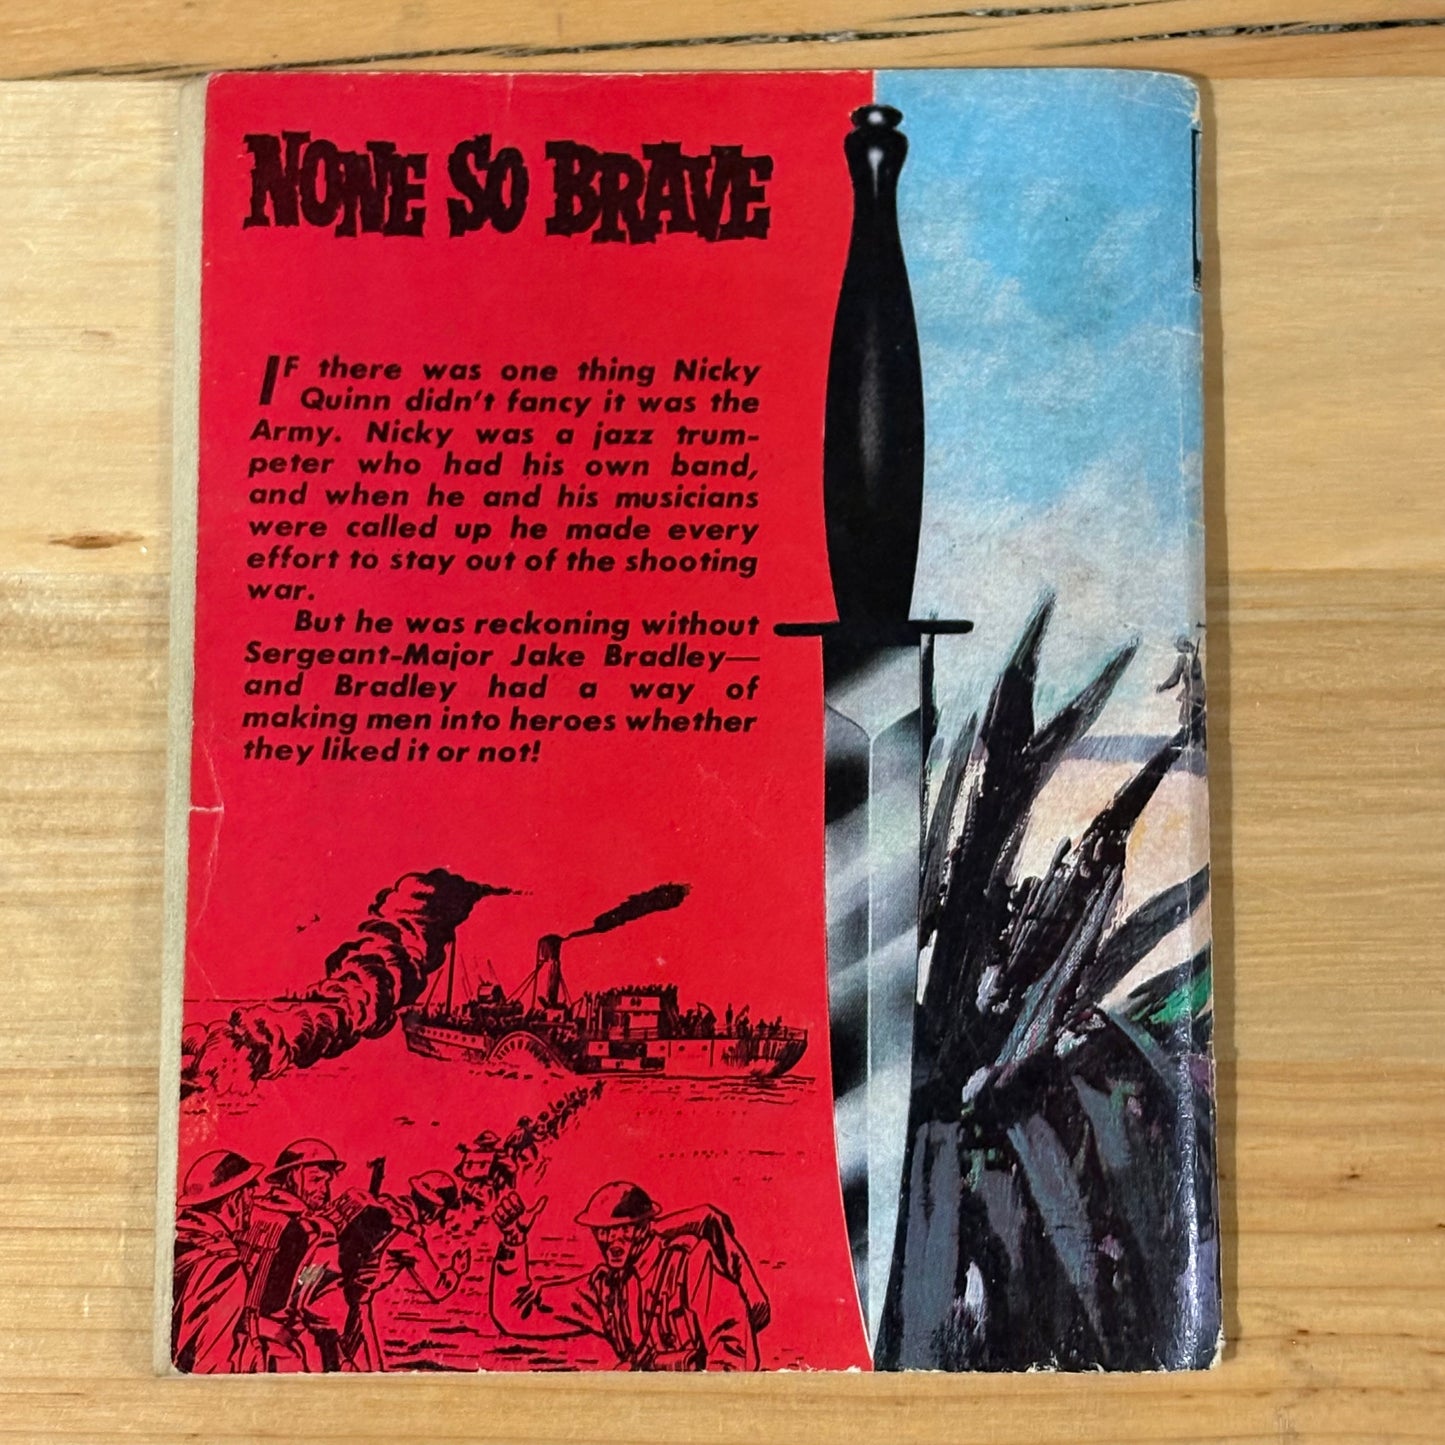 NONE SO BRAVE
IF there was one thing Nicky
Quinn didn't fancy it was the
Army. Nicky was a jazz trum-
peter who had his own band,
and when he and his musicians
were called up he made every
effort to stay out of the shooting
war.
But he was reckoning without
Sergeant-Major Jake Bradley—
and Bradley had a way of
making men into heroes whether
they liked it or not!